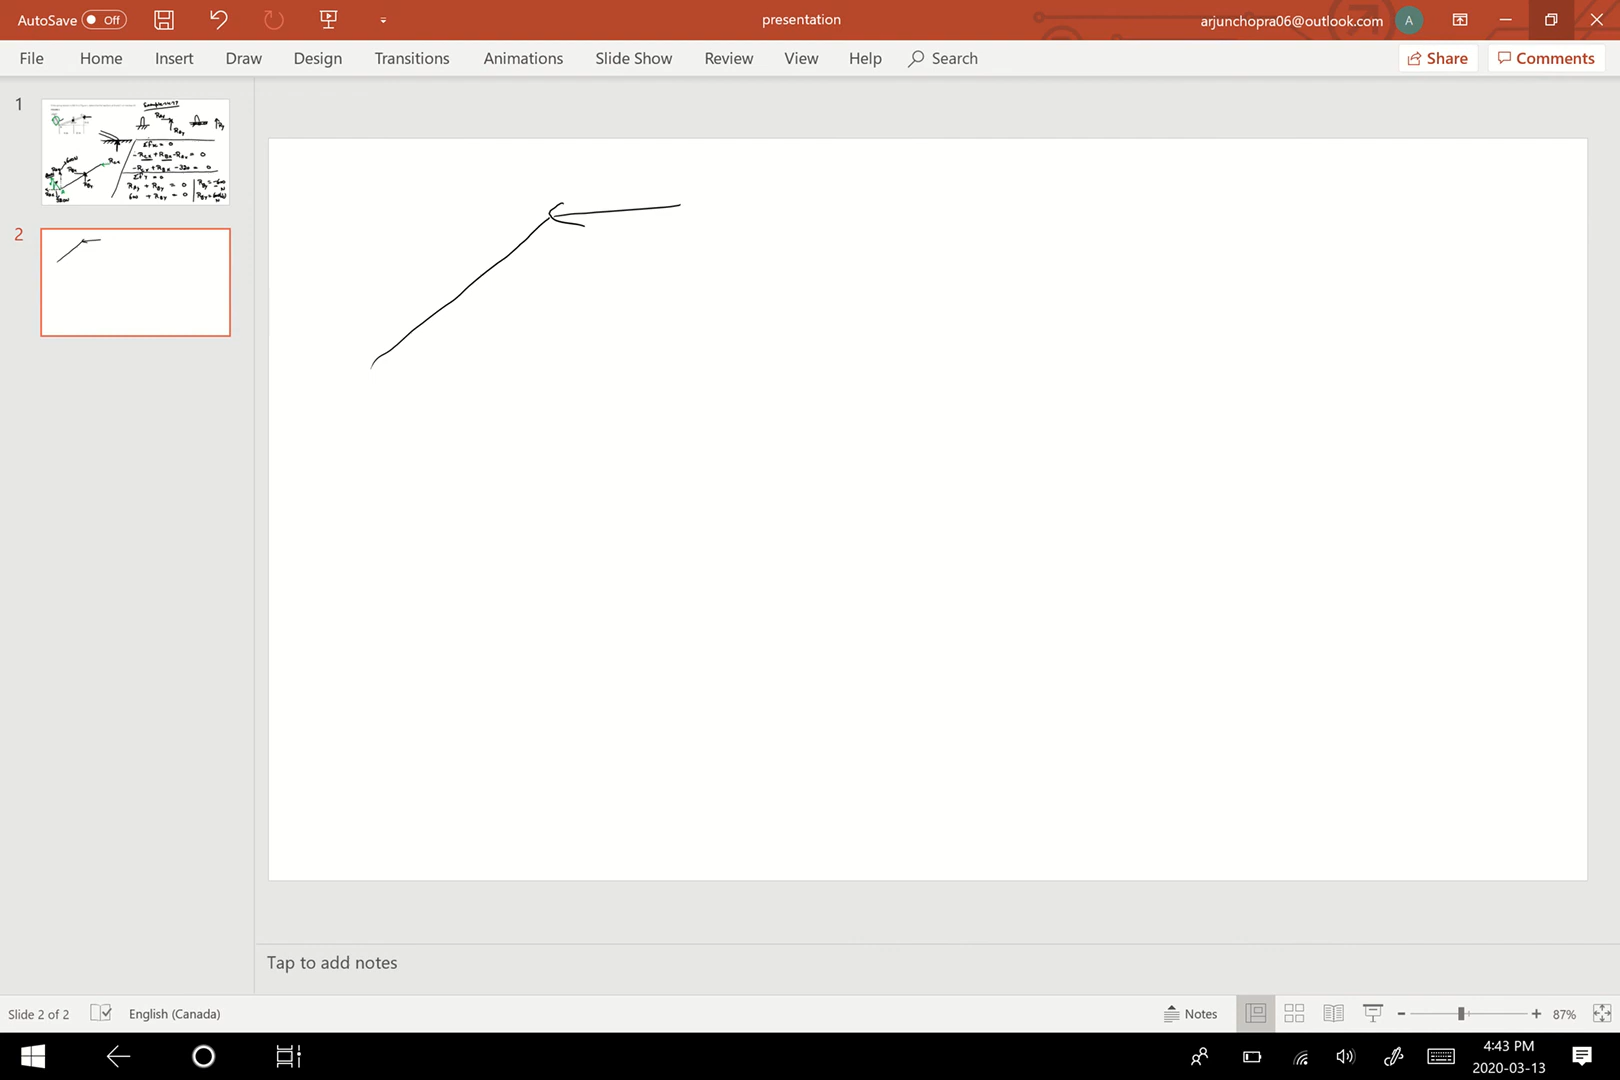 AutoSave Off presentation arjunchopra06@outlook.com A
File Home Insert Draw Design Transitions Animations Slide Show Review View Help Search Share Comments
1
2
Tap to add notes
Slide 2 of 2 English (Canada) Notes 87%
4:43 PM
2020-03-13